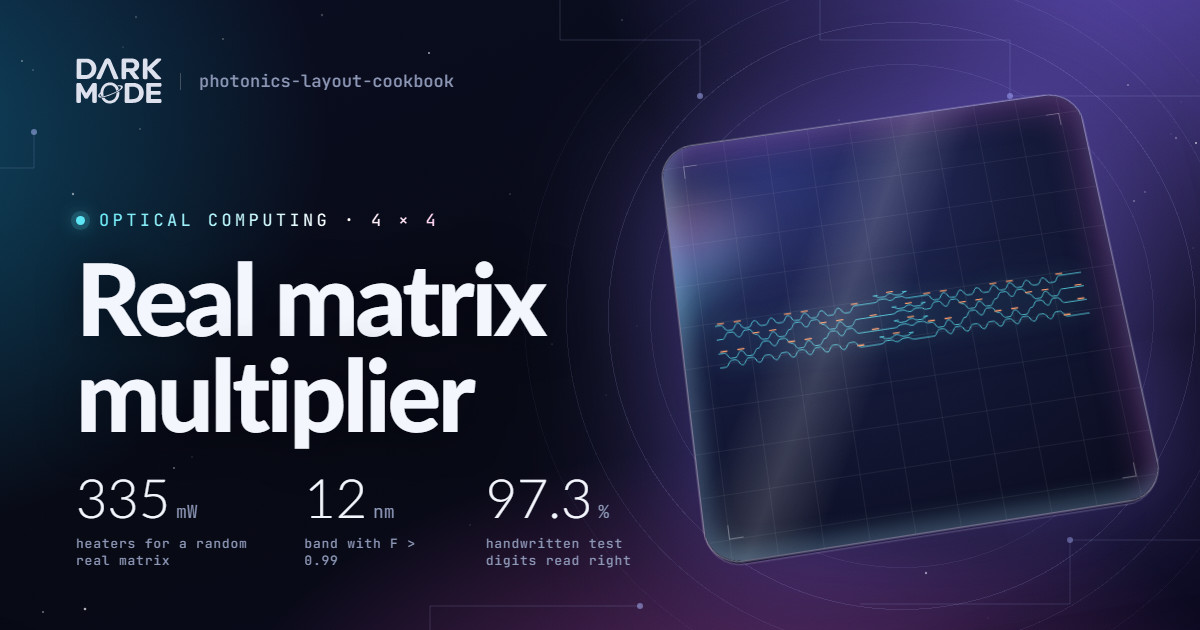 DARK
MODE
photonics-layout-cookbook
OPTICAL COMPUTING · 4 × 4
Real matrix
multiplier
335 mW
heaters for a random
real matrix
12 nm
band with F >
0.99
97.3 %
handwritten test
digits read right